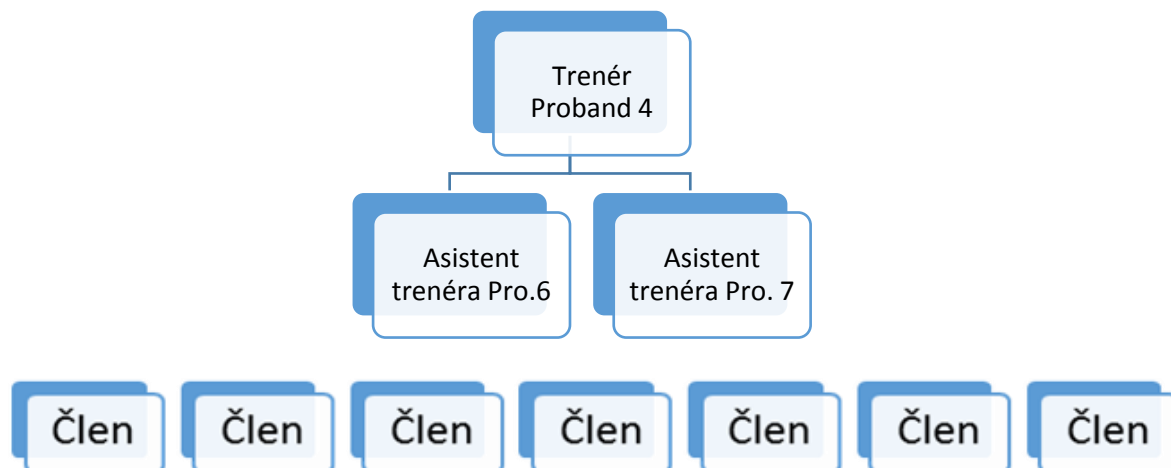 Trenér
Proband 4
Asistent
trenéra Pro.6
Asistent
trenéra Pro. 7
Člen
Člen
Člen
Člen
Člen
Člen
Člen